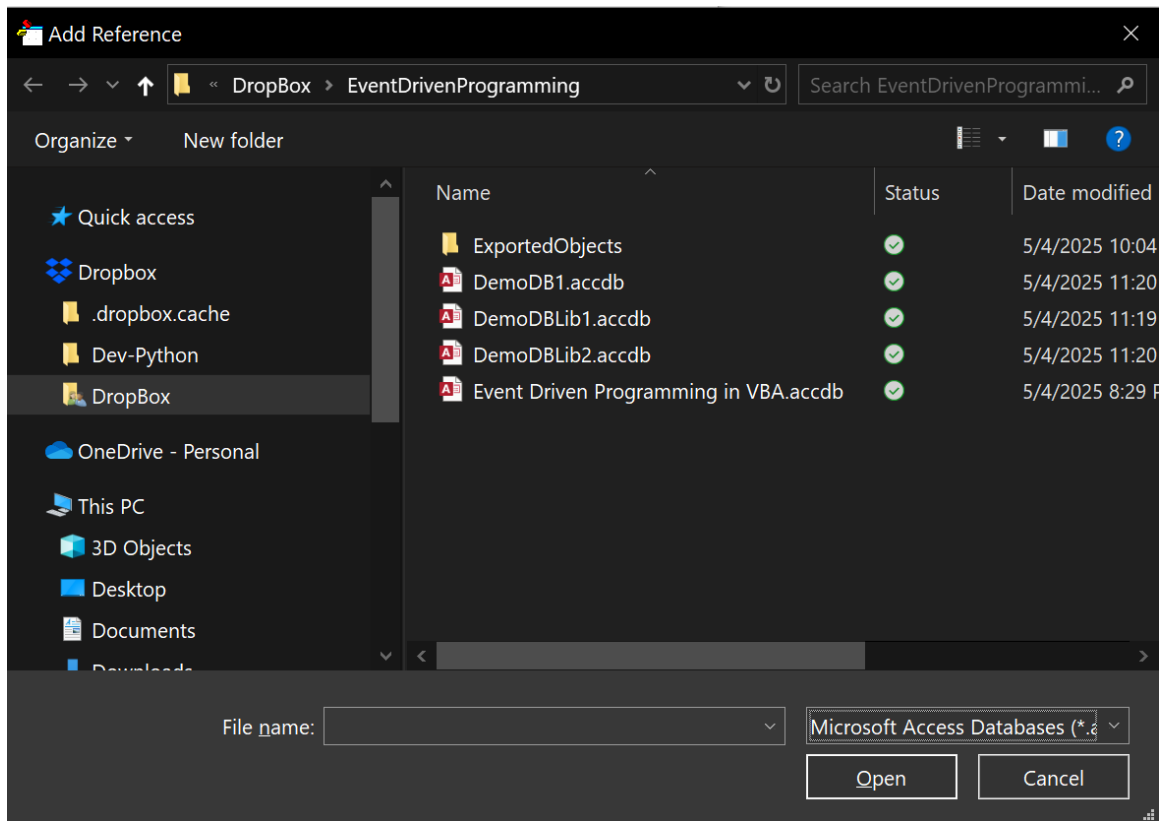 Add Reference
« DropBox > EventDrivenProgramming
Search EventDrivenProgrammi...
Organize New folder
?
Name Status Date modified
Quick access
Dropbox
.dropbox.cache
Dev-Python
DropBox
OneDrive - Personal
This PC
3D Objects
Desktop
Documents
Downloads
ExportedObjects 5/4/2025 10:04
DemoDB1.accdb 5/4/2025 11:20
DemoDBLib1.accdb 5/4/2025 11:19
DemoDBLib2.accdb 5/4/2025 11:20
Event Driven Programming in VBA.accdb 5/4/2025 8:29 P
File name:
Microsoft Access Databases (*.a
Open Cancel